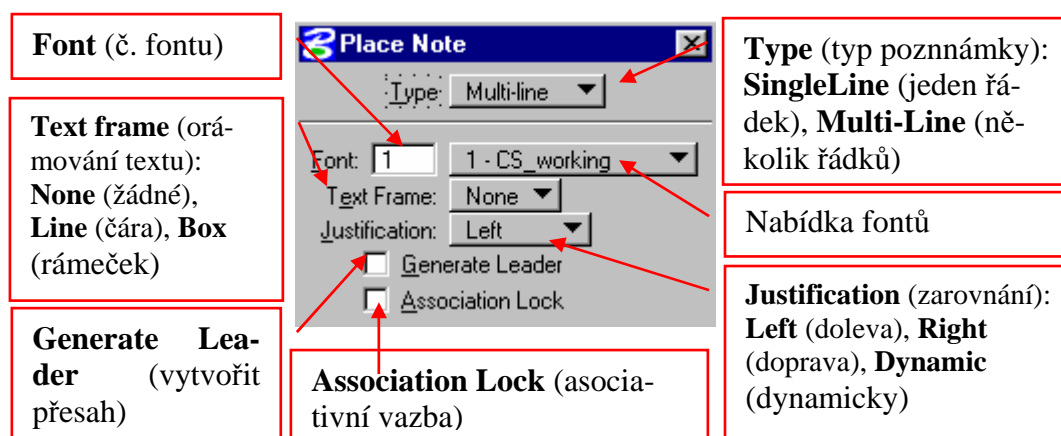 Font (č. fontu)
Text frame (orá-
mování textu):
None (žádné),
Line (čára), Box
(rámeček)
Generate Lea-
der (vytvořit
přesah)
Place Note
Type: Multi-line
Font: 1 1 - CS_working
Text Frame: None
Justification: Left
Generate Leader
Association Lock
Association Lock (asocia-
tivní vazba)
Type (typ poznnámky):
SingleLine (jeden řá-
dek), Multi-Line (ně-
kolik řádků)
Nabídka fontů
Justification (zarovnání):
Left (doleva), Right
(doprava), Dynamic
(dynamicky)